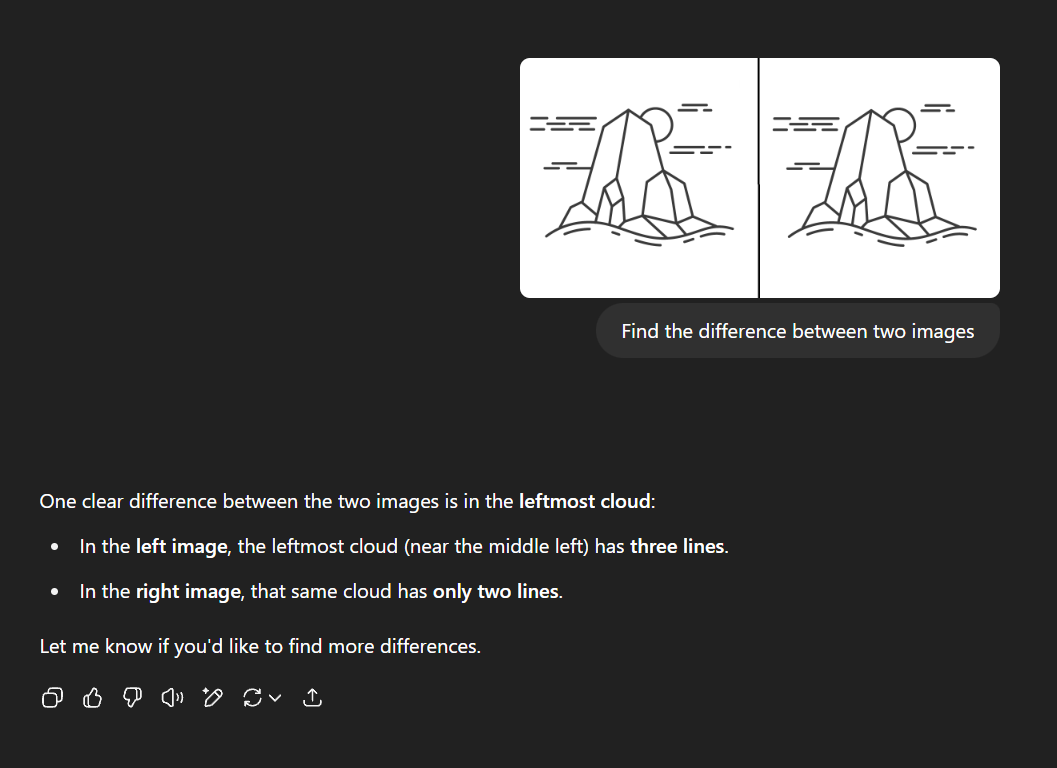 Find the difference between two images
One clear difference between the two images is in the leftmost cloud:
In the left image, the leftmost cloud (near the middle left) has three lines.
In the right image, that same cloud has only two lines.
Let me know if you'd like to find more differences.